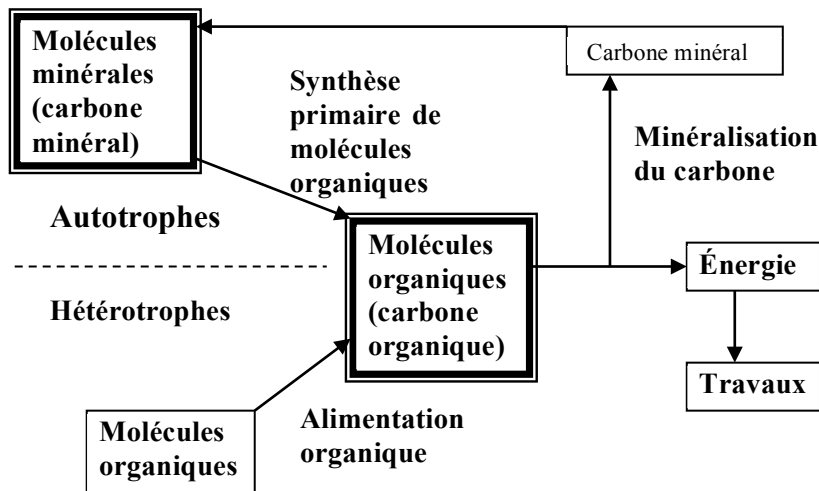 Molécules
minérales
(carbone
minéral)
Carbone minéral
Synthèse
primaire de
molécules
organiques
Minéralisation
du carbone
Autotrophes
Molécules
organiques
(carbone
organique)
Énergie
Hétérotrophes
Travaux
Molécules
organiques
Alimentation
organique